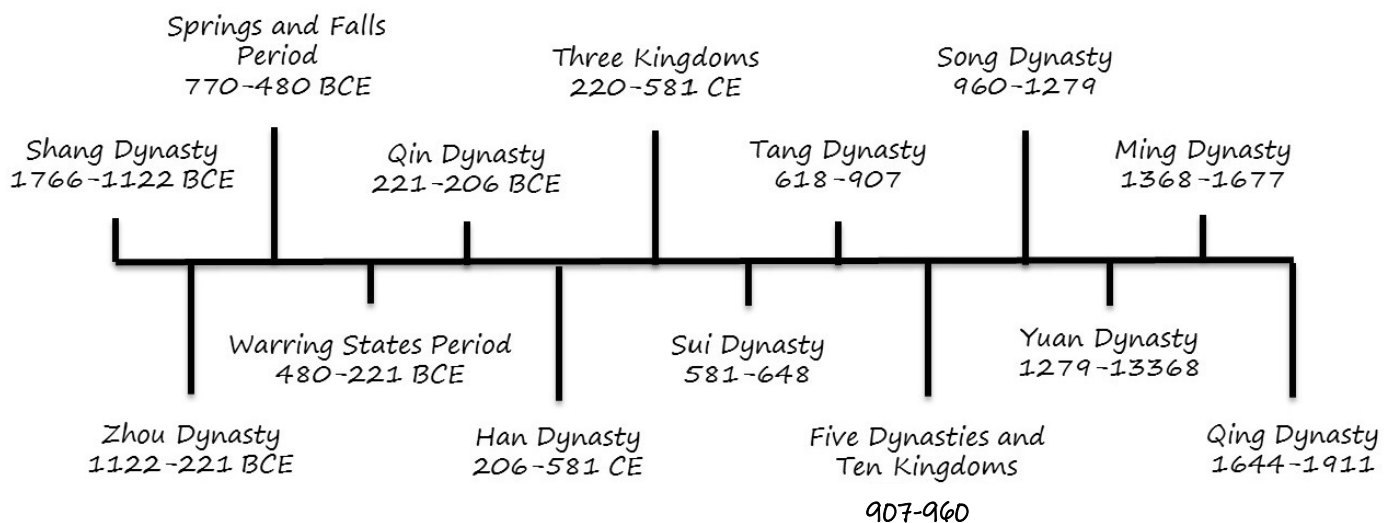 Shang Dynasty
1766-1122 BCE
Zhou Dynasty
1122-221 BCE
Springs and Falls
Period
770-480 BCE
Warring States Period
480-221 BCE
Qin Dynasty
221-206 BCE
Han Dynasty
206-581 CE
Three Kingdoms
220-581 CE
Sui Dynasty
581-648
Tang Dynasty
618-907
Five Dynasties and
Ten Kingdoms
907-960
Song Dynasty
960-1279
Yuan Dynasty
1279-13368
Ming Dynasty
1368-1677
Qing Dynasty
1644-1911